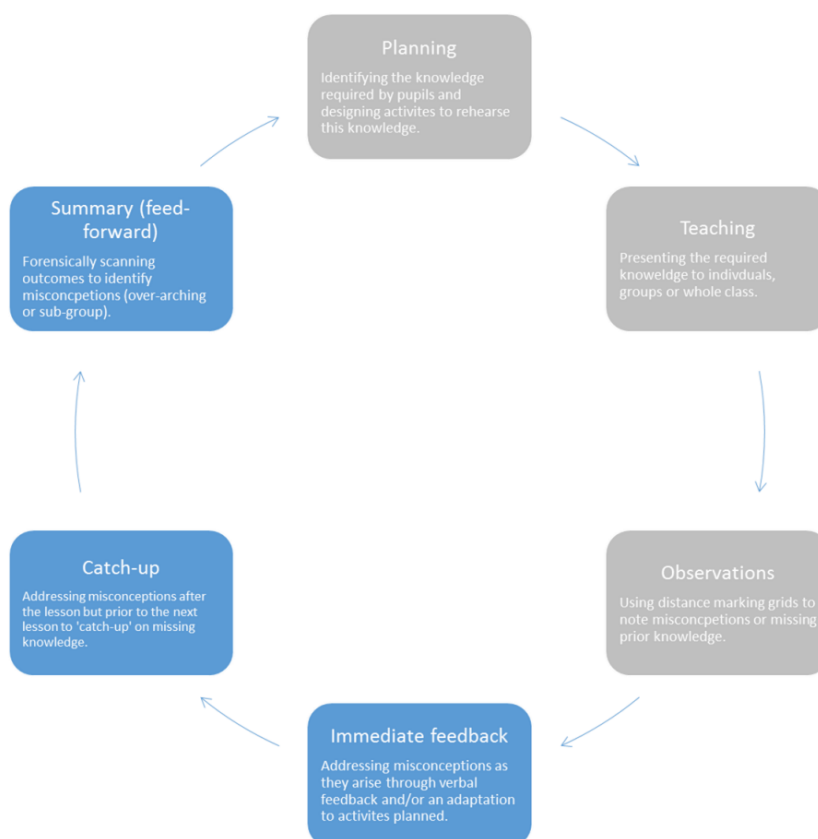 Planning
Identifying the knowledge
required by pupils and
designing activites to rehearse
this knowledge.
Teaching
Presenting the required
knoweldge to indivduals,
groups or whole class.
Observations
Using distance marking grids to
note misconcpetions or missing
prior knowledge.
Immediate feedback
Addressing misconceptions as
they arise through verbal
feedback and/or an adaptation
to activites planned.
Catch-up
Addressing misconceptions after
the lesson but prior to the next
lesson to 'catch-up' on missing
knowledge.
Summary (feed-
forward)
Forensically scanning
outcomes to identify
misconcpetions (over-arching
or sub-group).